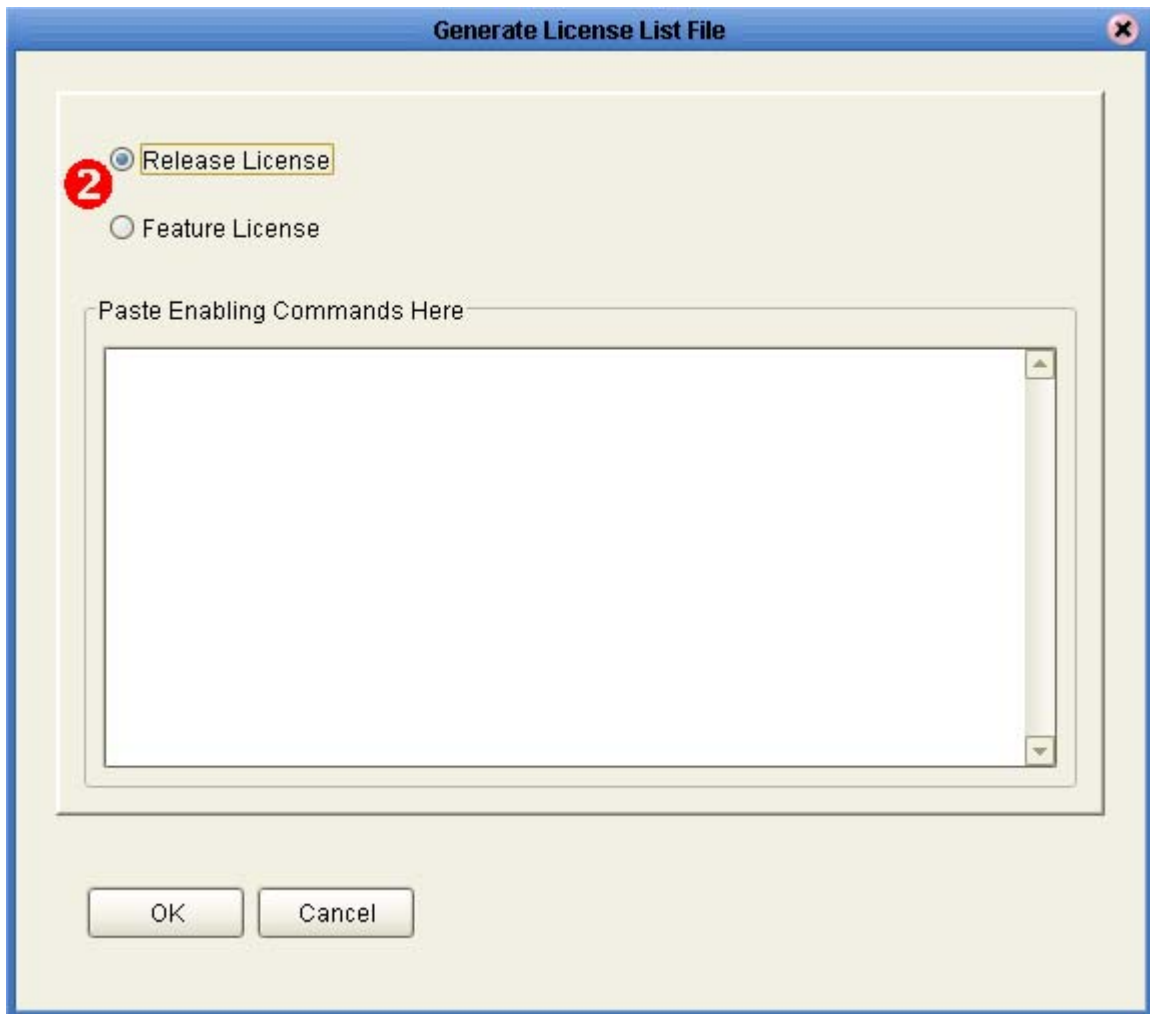 Generate License List File
2
Release License
Feature License
Paste Enabling Commands Here
OK
Cancel